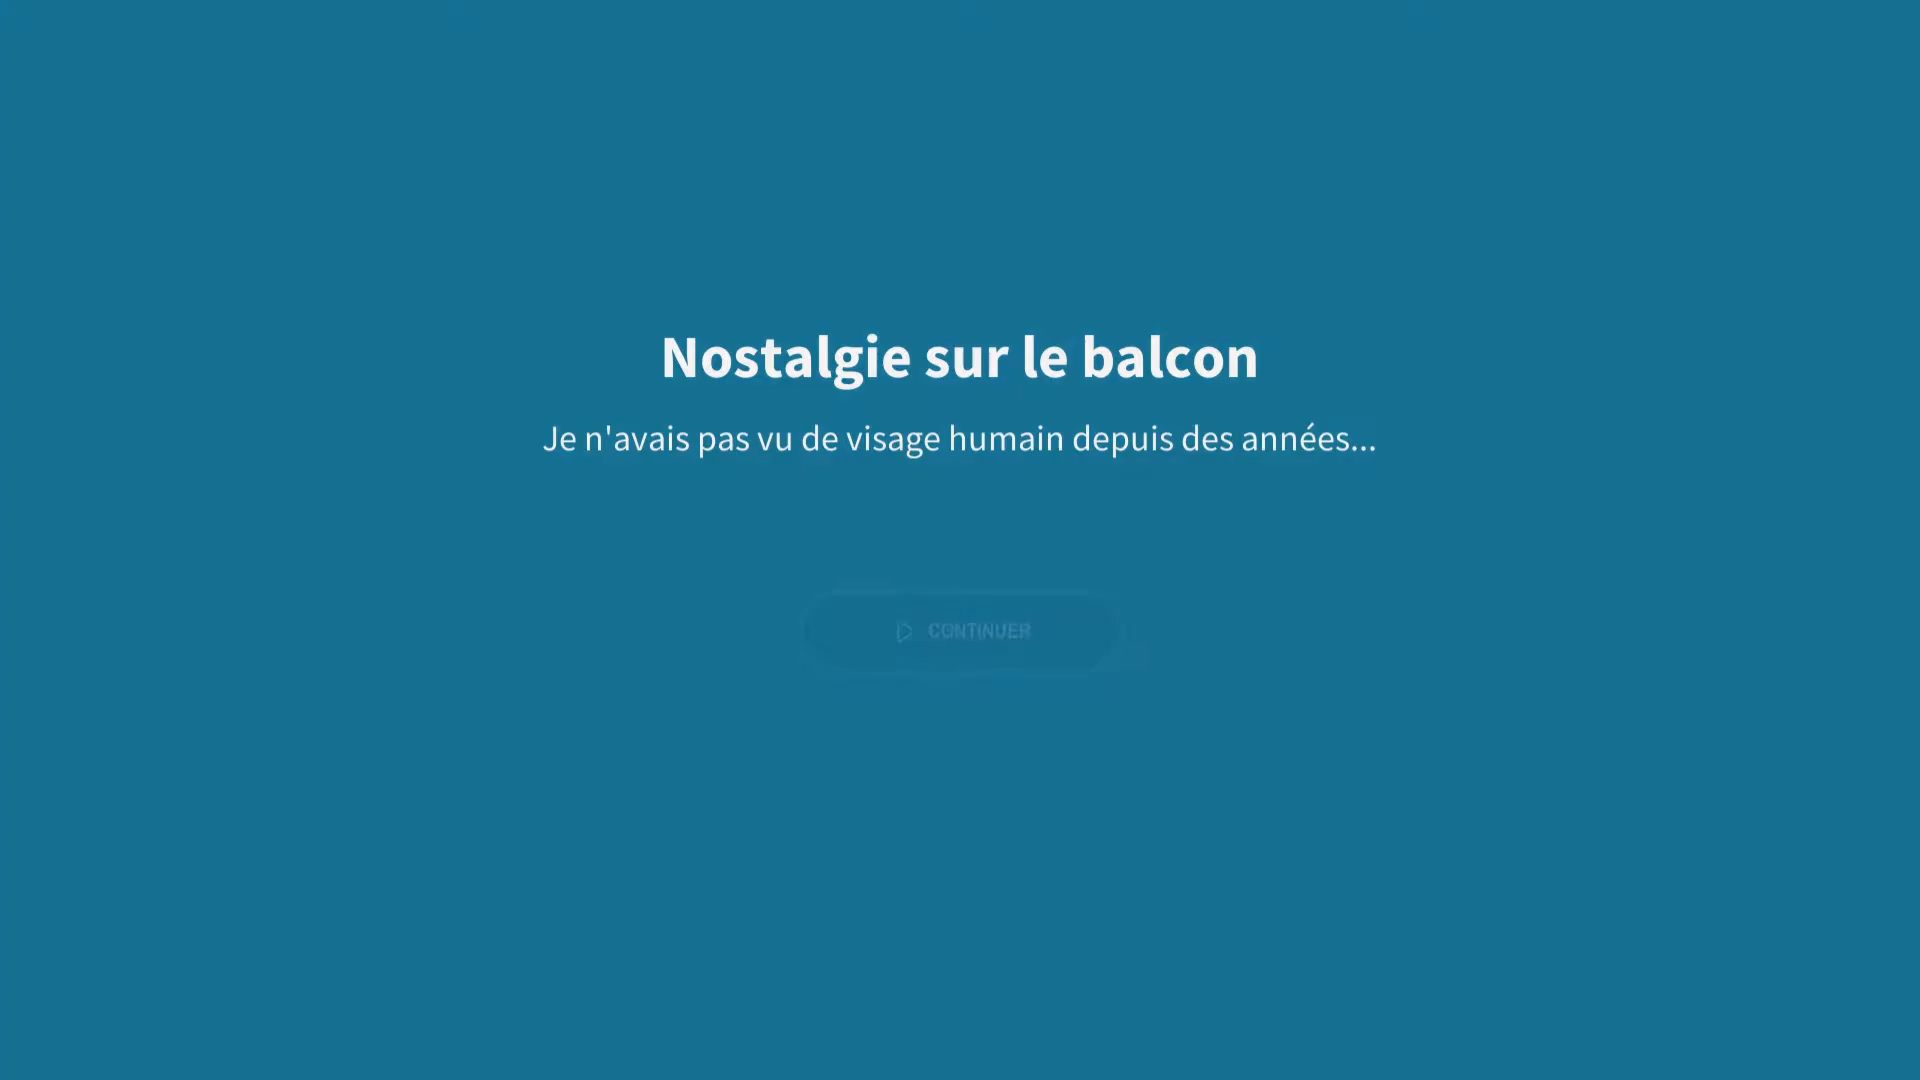 Nostalgie sur le balcon
Je n'avais pas vu de visage humain depuis des années...
CONTINUER